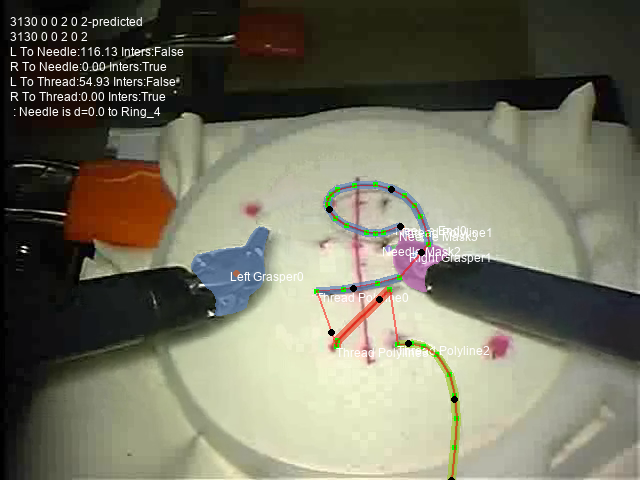 3130 0 0 2 0 2-predicted
3130 0 0 2 0 2
L To Needle:116.13 Inters:False
R To Needle:0.00 Inters:True
L To Thread:54.93 Inters:False
R To Thread:0.00 Inters:True
: Needle is d=0.0 to Ring_4
Needle Mask2
Right Grasper1
Left Grasper0
Thread Polyline0
Thread Polyline2